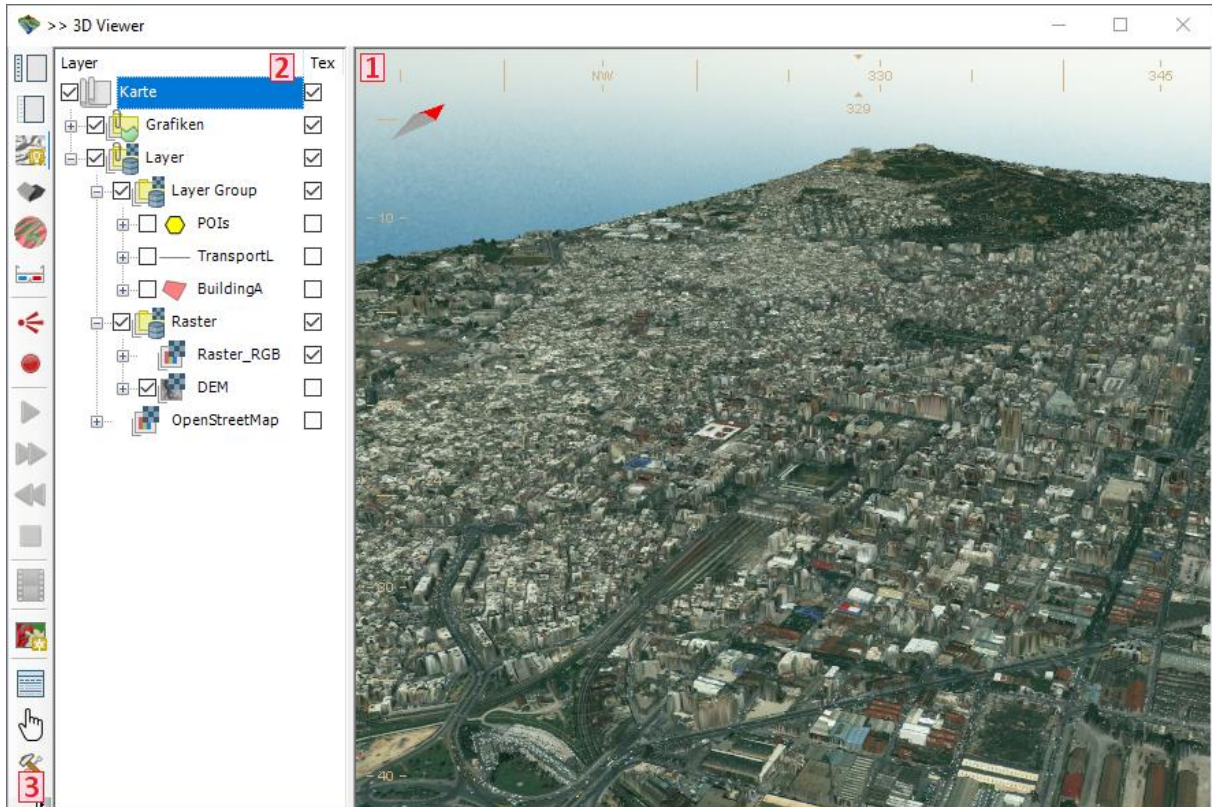 >> 3D Viewer
Layer 2 Tex
Karte
Grafiken
Layer
Layer Group
POIs
TransportL
BuildingA
Raster
Raster_RGB
DEM
OpenStreetMap
3
1
NW 330 345
329
- 10 -
- 30 -
- 40 -